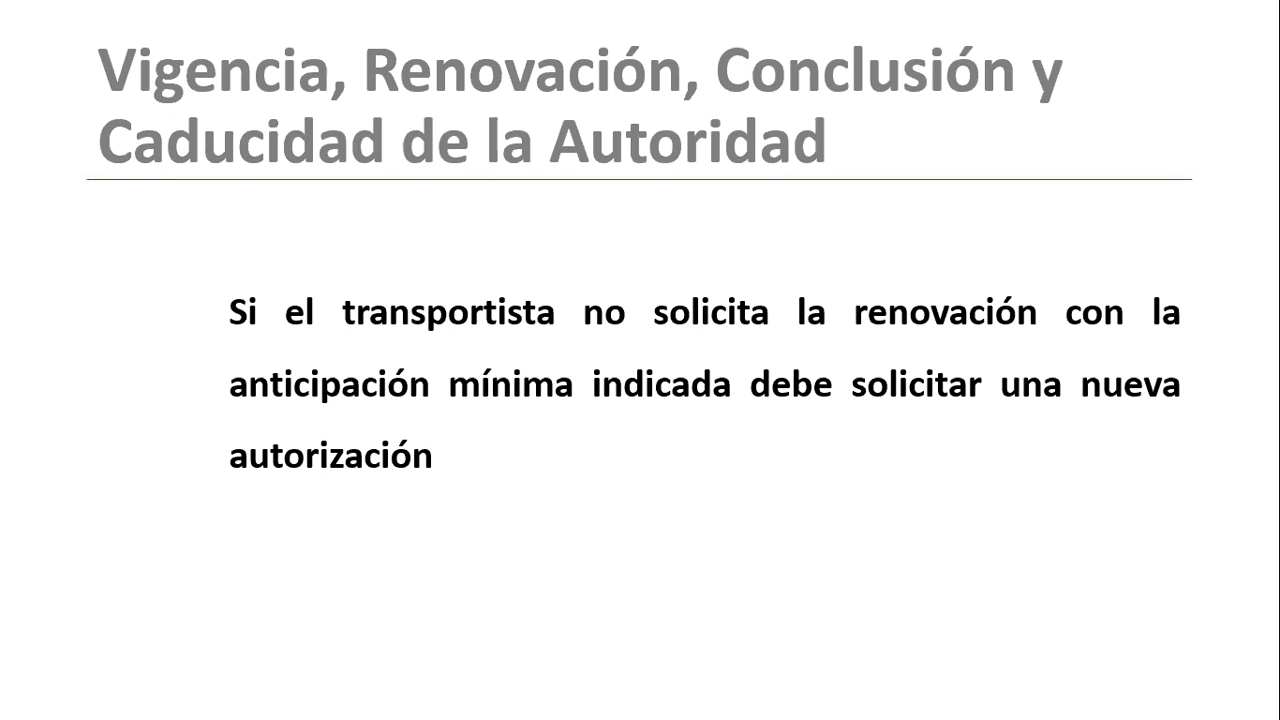 Vigencia, Renovación, Conclusión y
Caducidad de la Autoridad
Si el transportista no solicita la renovación con la
anticipación mínima indicada debe solicitar una nueva
autorización